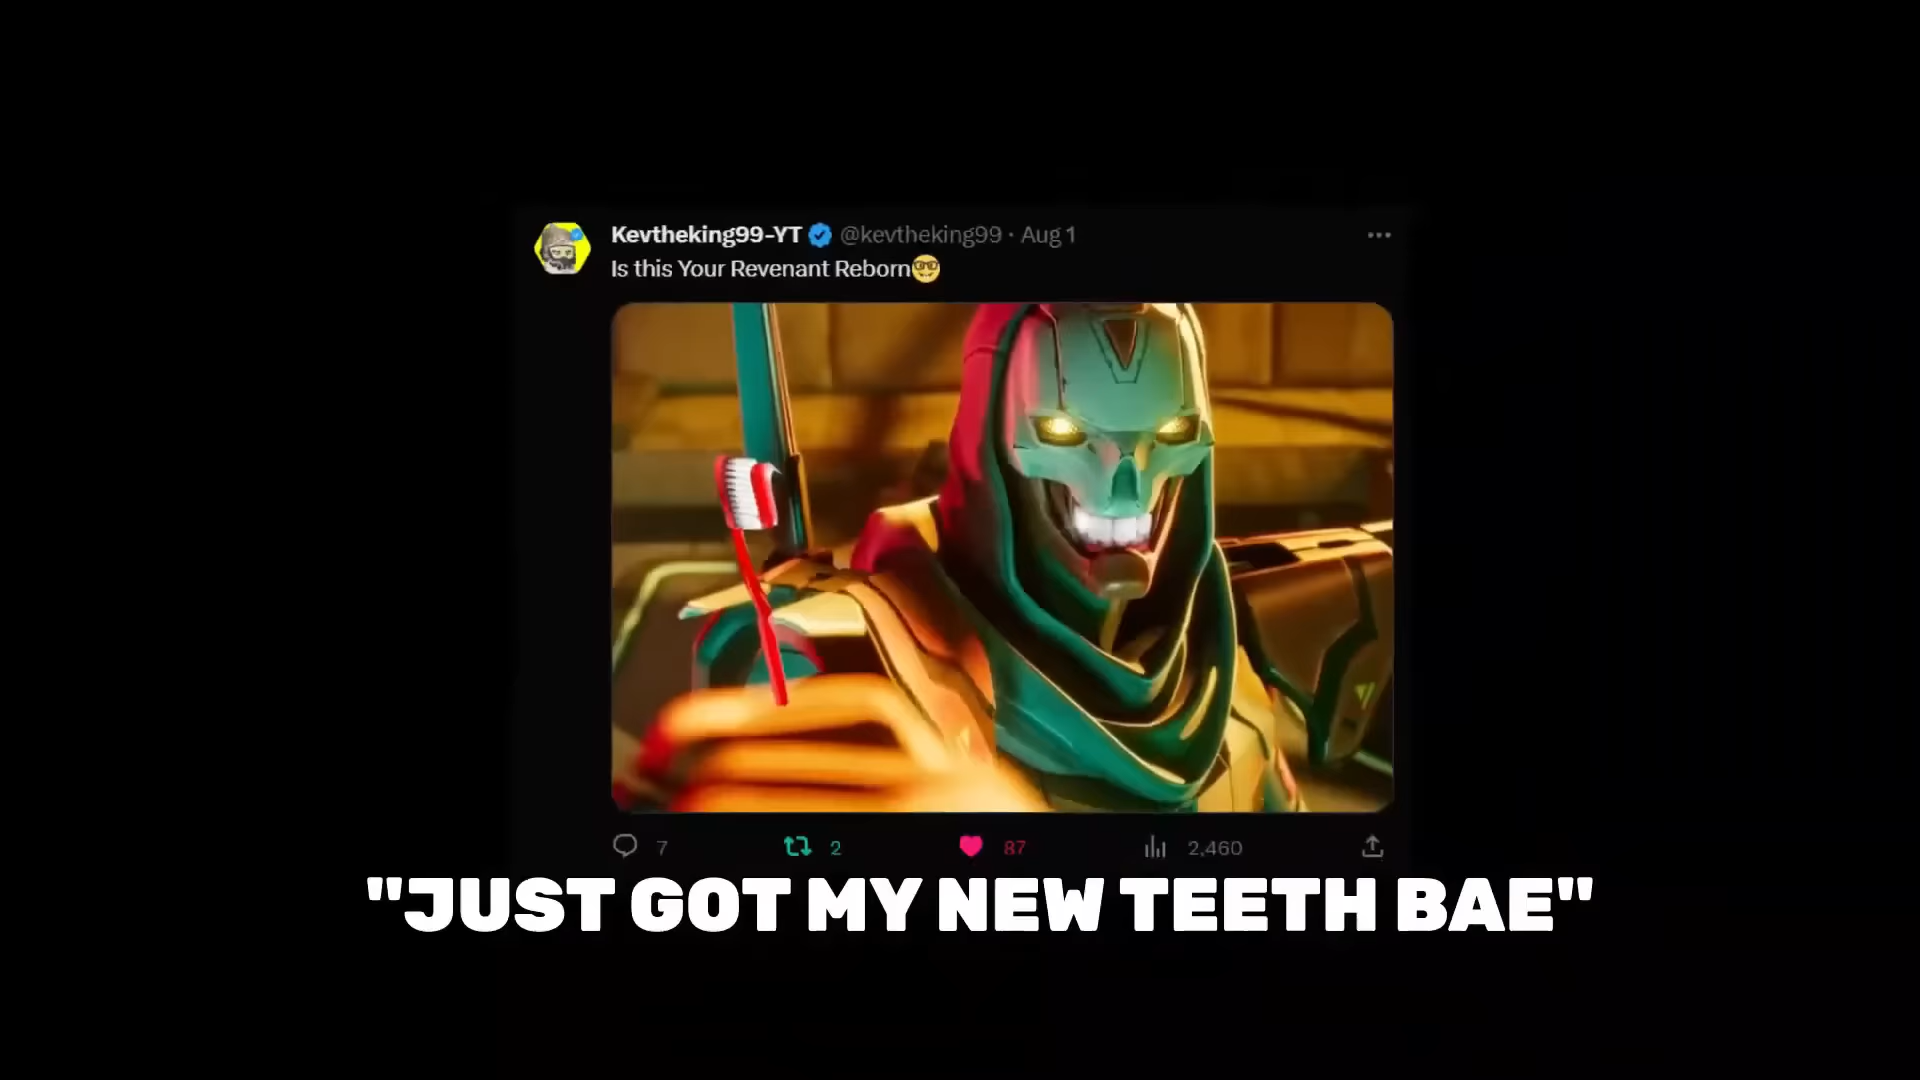 Kevtheking99-YT @kevtheking99 · Aug 1
Is this Your Revenant Reborn🤓
7 2 87 2,460
"JUST GOT MY NEW TEETH BAE"